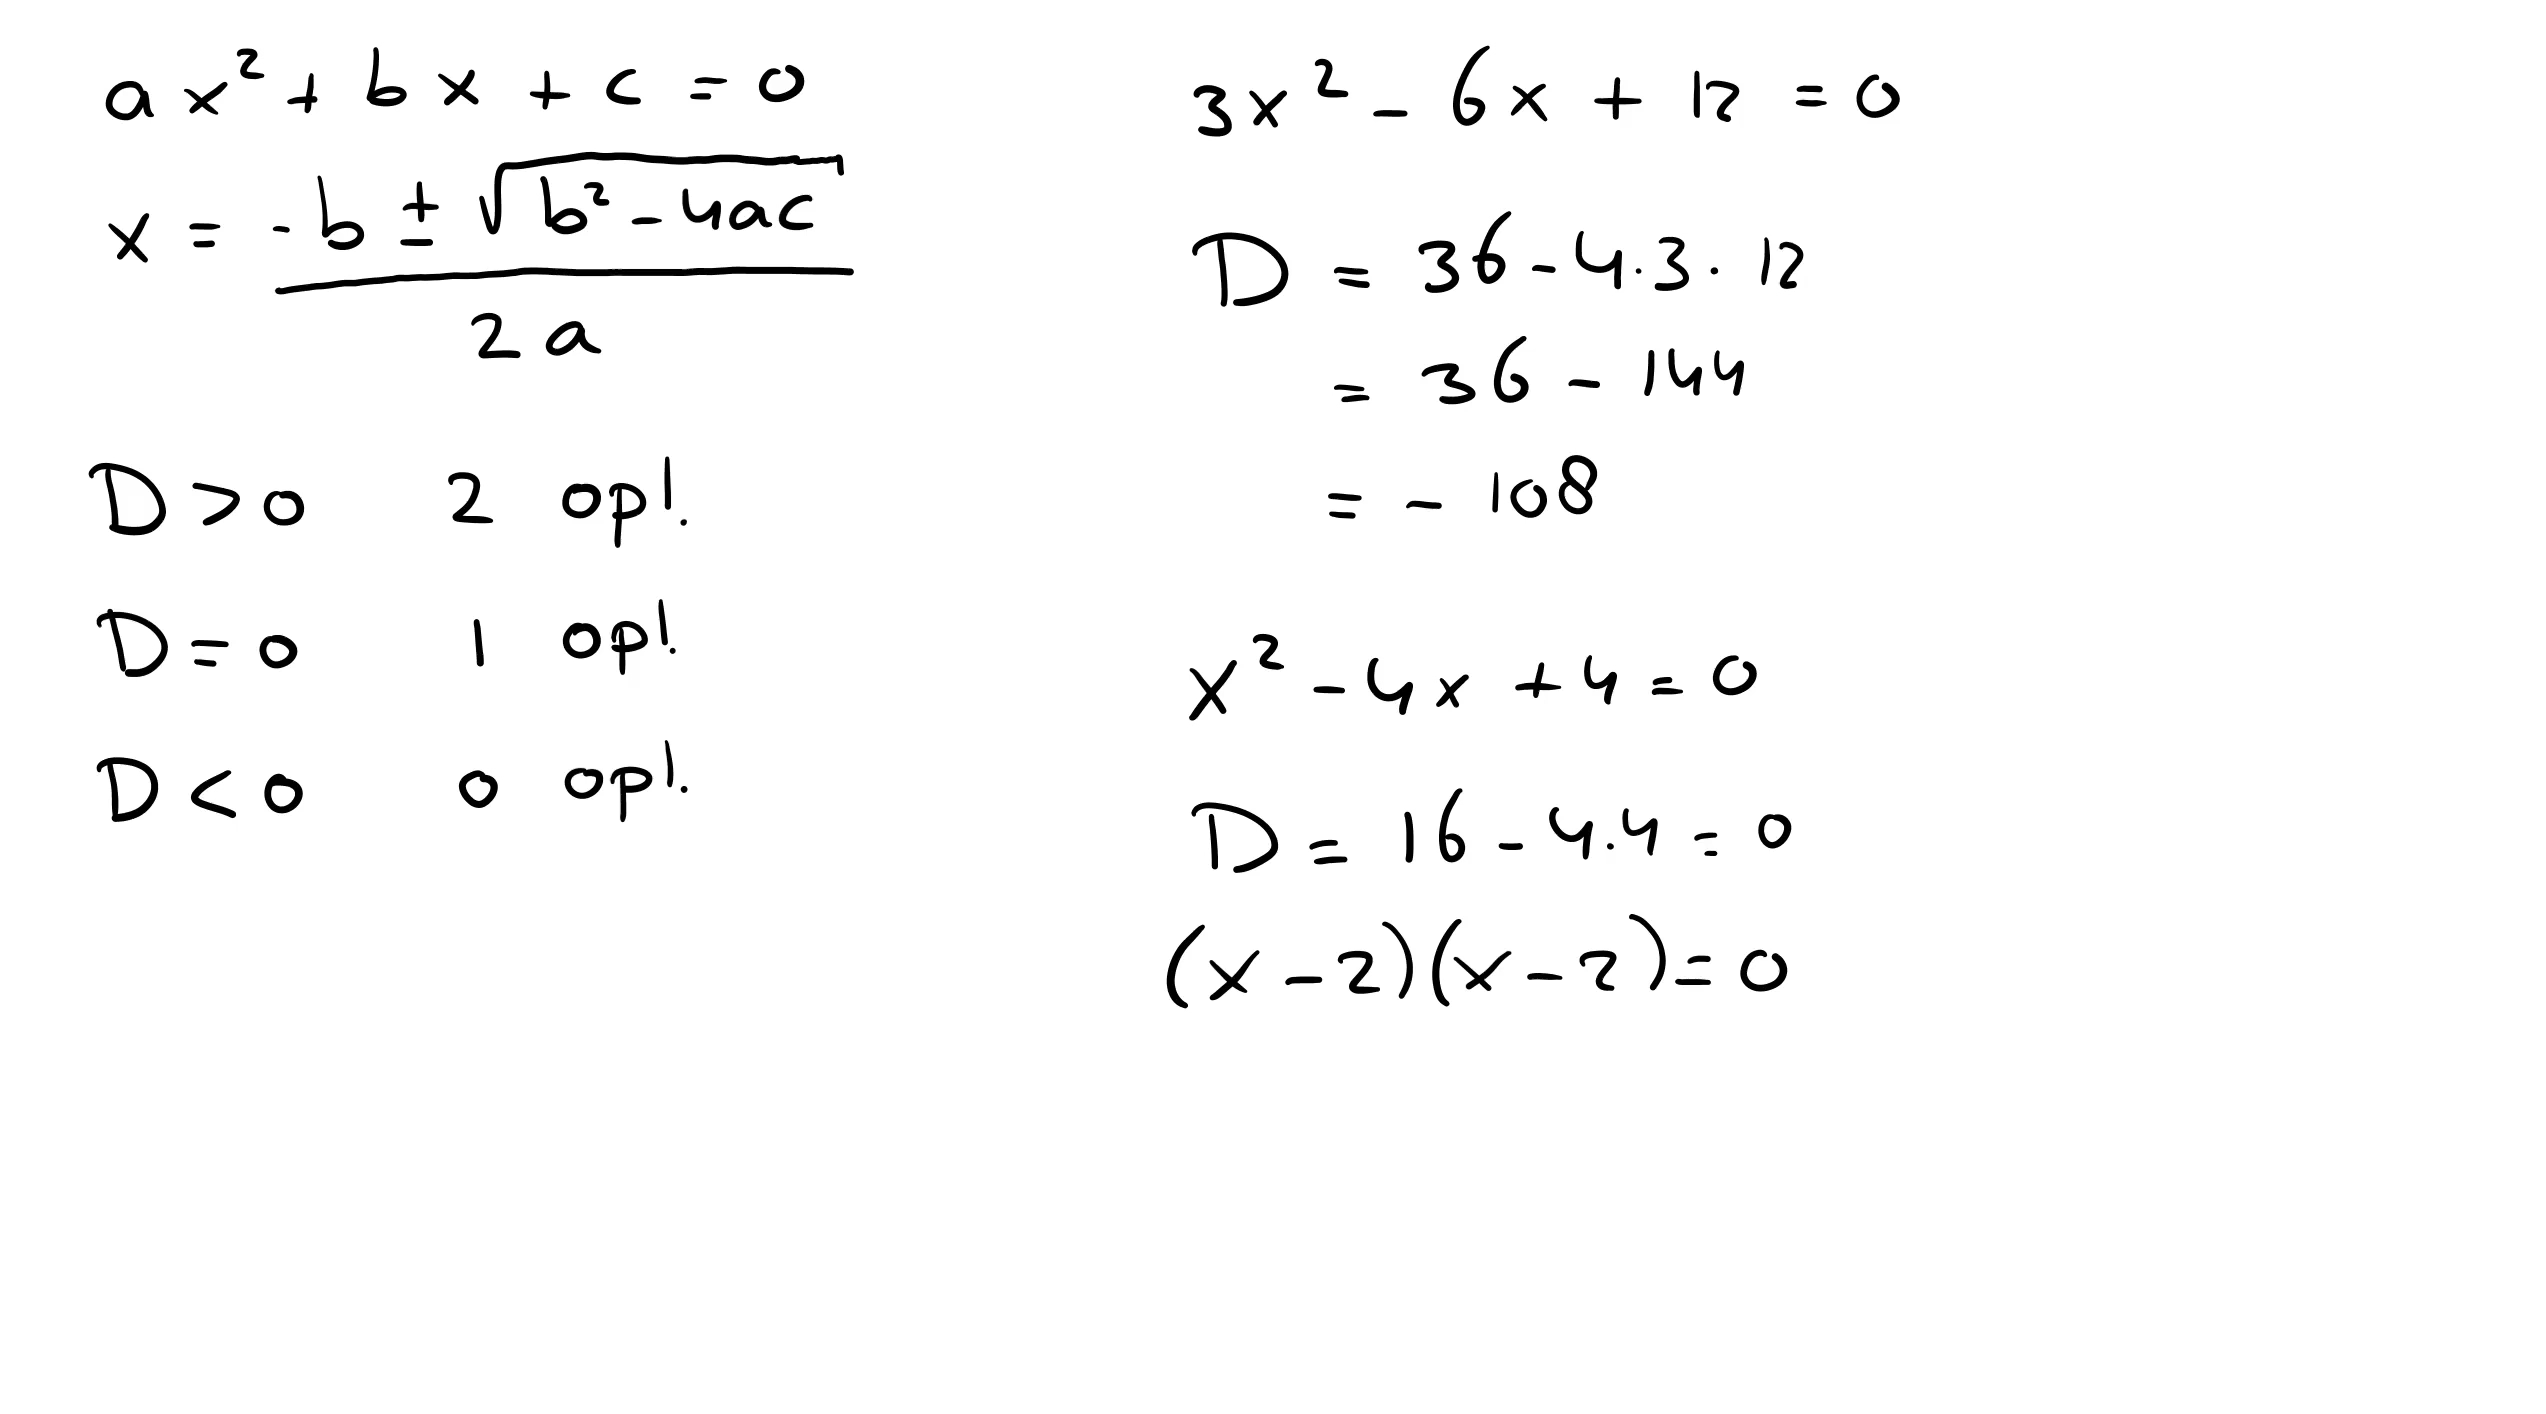 ax² + bx + c = 0
x = -b ± √(b² - 4ac) / 2a
D > 0 2 opl.
D = 0 1 opl.
D < 0 0 opl.
3x² - 6x + 12 = 0
D = 36 - 4·3·12
= 36 - 144
= - 108
x² - 4x + 4 = 0
D = 16 - 4·4 = 0
(x - 2)(x - 2) = 0